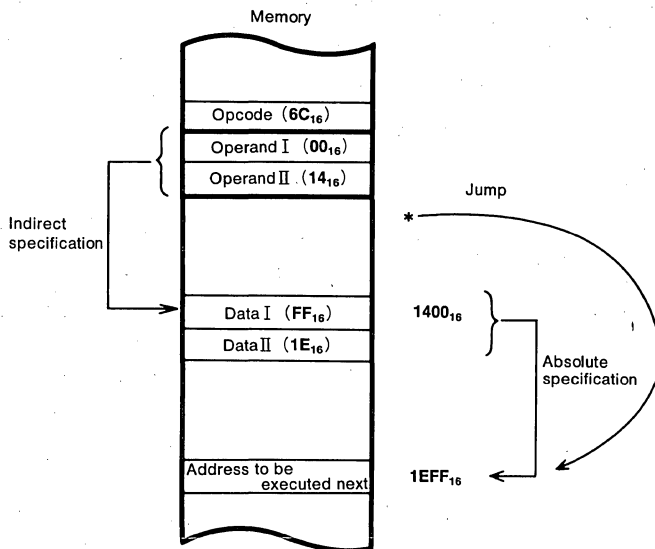 Memory
Opcode (6C₁₆)
Operand Ⅰ (00₁₆)
Operand Ⅱ (14₁₆)
Jump
*
Indirect
specification
Data Ⅰ (FF₁₆)
1400₁₆
Data Ⅱ (1E₁₆)
Absolute
specification
Address to be
executed next
1EFF₁₆